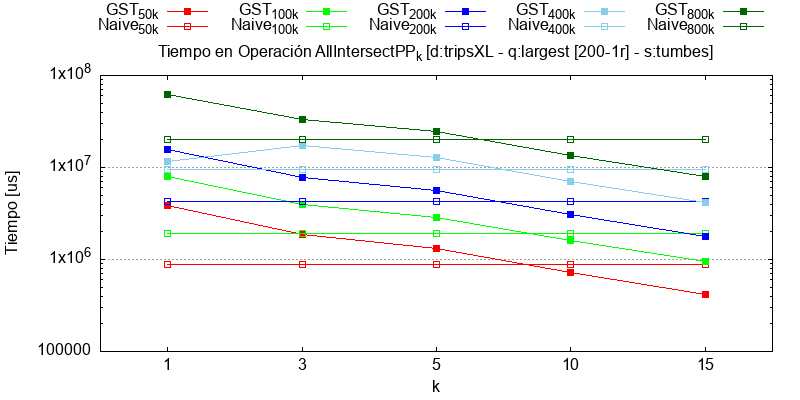 GST50k GST100k GST200k GST400k GST800k
Naive50k Naive100k Naive200k Naive400k Naive800k
Tiempo en Operación AllIntersectPPk [d:tripsXL - q:largest [200-1r] - s:tumbes]
1x10^8
1x10^7
1x10^6
100000
Tiempo [us]
1 3 5 10 15
k